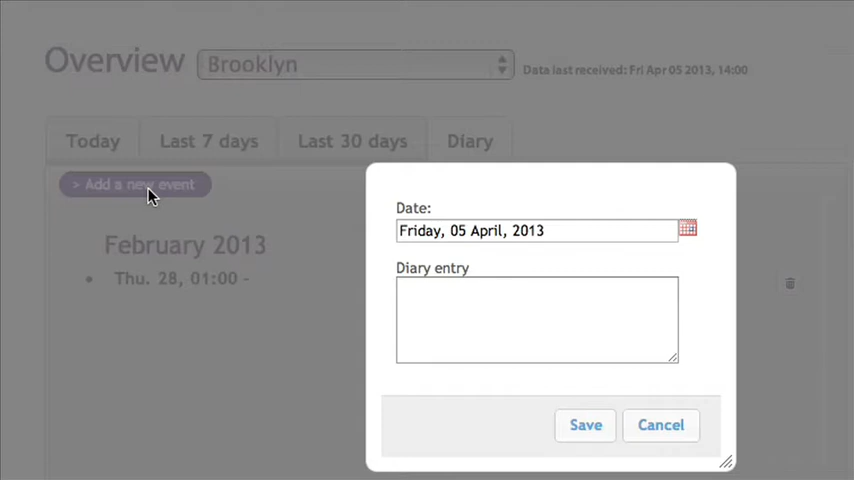 Overview Brooklyn Data last received: Fri Apr 05 2013, 14:00
Today Last 7 days Last 30 days Diary
> Add a new event
February 2013
• Thu. 28, 01:00 -
Date:
Friday, 05 April, 2013
Diary entry
Save Cancel